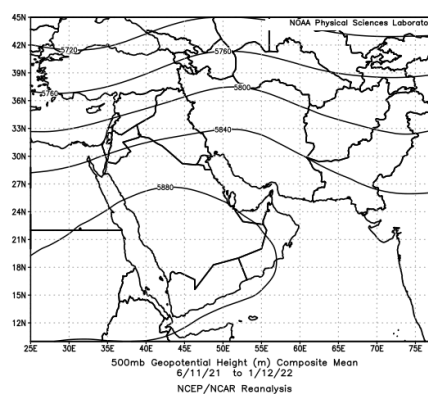 NOAA Physical Sciences Laborato
45N
42N
39N
36N
33N
30N
27N
24N
21N
18N
15N
12N
5720
5760
5760
5800
5840
5880
25E 30E 35E 40E 45E 50E 55E 60E 65E 70E 75E
500mb Geopotential Height (m) Composite Mean
6/11/21 to 1/12/22
NCEP/NCAR Reanalysis